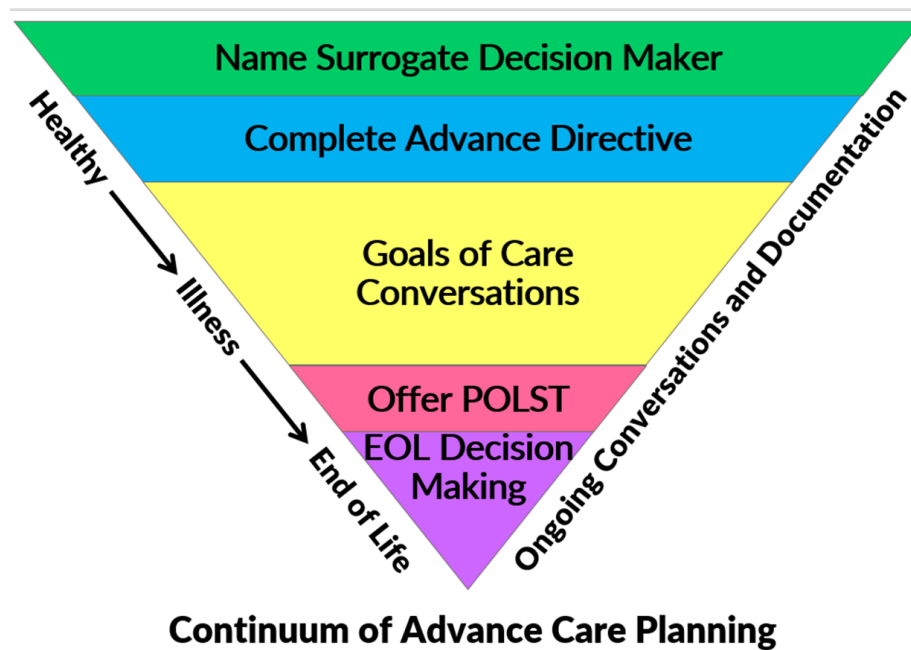 Name Surrogate Decision Maker
Complete Advance Directive
Goals of Care
Conversations
Offer POLST
EOL Decision
Making
Healthy
Illness
End of Life
Ongoing Conversations and Documentation
Continuum of Advance Care Planning